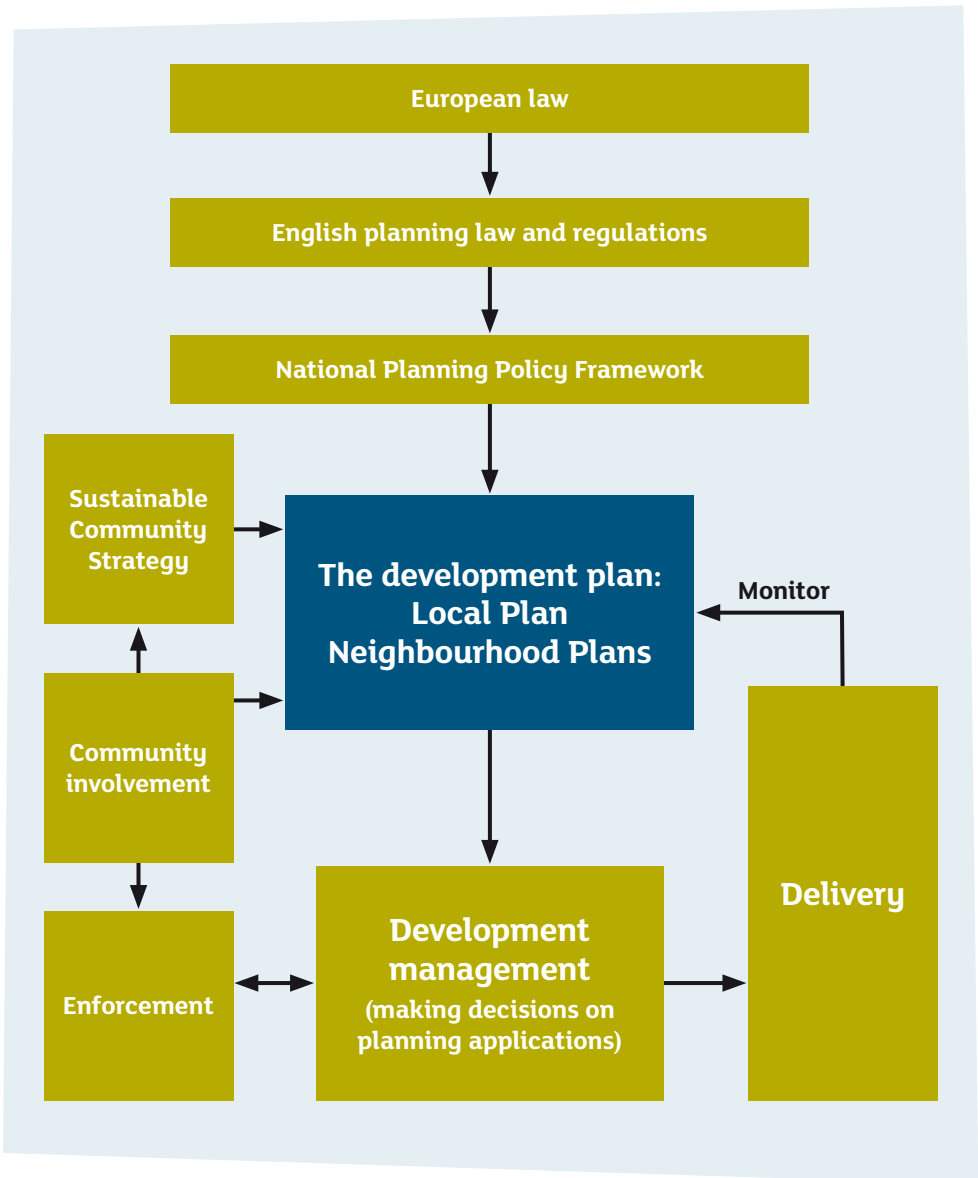 European law
English planning law and regulations
National Planning Policy Framework
Sustainable
Community
Strategy
The development plan:
Local Plan
Neighbourhood Plans
Monitor
Community
involvement
Delivery
Enforcement
Development
management
(making decisions on
planning applications)